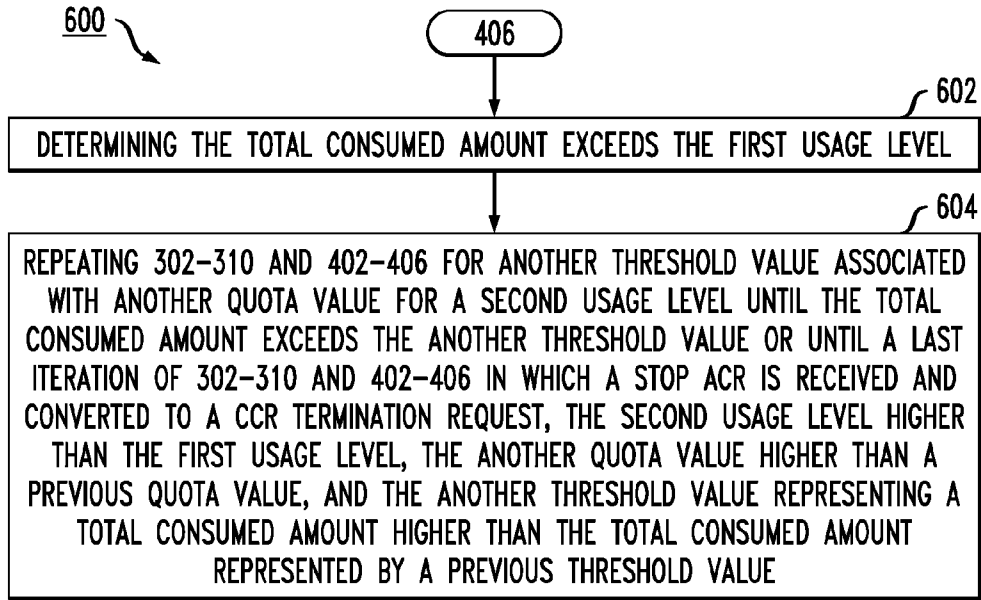 600
406
602
DETERMINING THE TOTAL CONSUMED AMOUNT EXCEEDS THE FIRST USAGE LEVEL
604
REPEATING 302-310 AND 402-406 FOR ANOTHER THRESHOLD VALUE ASSOCIATED
WITH ANOTHER QUOTA VALUE FOR A SECOND USAGE LEVEL UNTIL THE TOTAL
CONSUMED AMOUNT EXCEEDS THE ANOTHER THRESHOLD VALUE OR UNTIL A LAST
ITERATION OF 302-310 AND 402-406 IN WHICH A STOP ACR IS RECEIVED AND
CONVERTED TO A CCR TERMINATION REQUEST, THE SECOND USAGE LEVEL HIGHER
THAN THE FIRST USAGE LEVEL, THE ANOTHER QUOTA VALUE HIGHER THAN A
PREVIOUS QUOTA VALUE, AND THE ANOTHER THRESHOLD VALUE REPRESENTING A
TOTAL CONSUMED AMOUNT HIGHER THAN THE TOTAL CONSUMED AMOUNT
REPRESENTED BY A PREVIOUS THRESHOLD VALUE